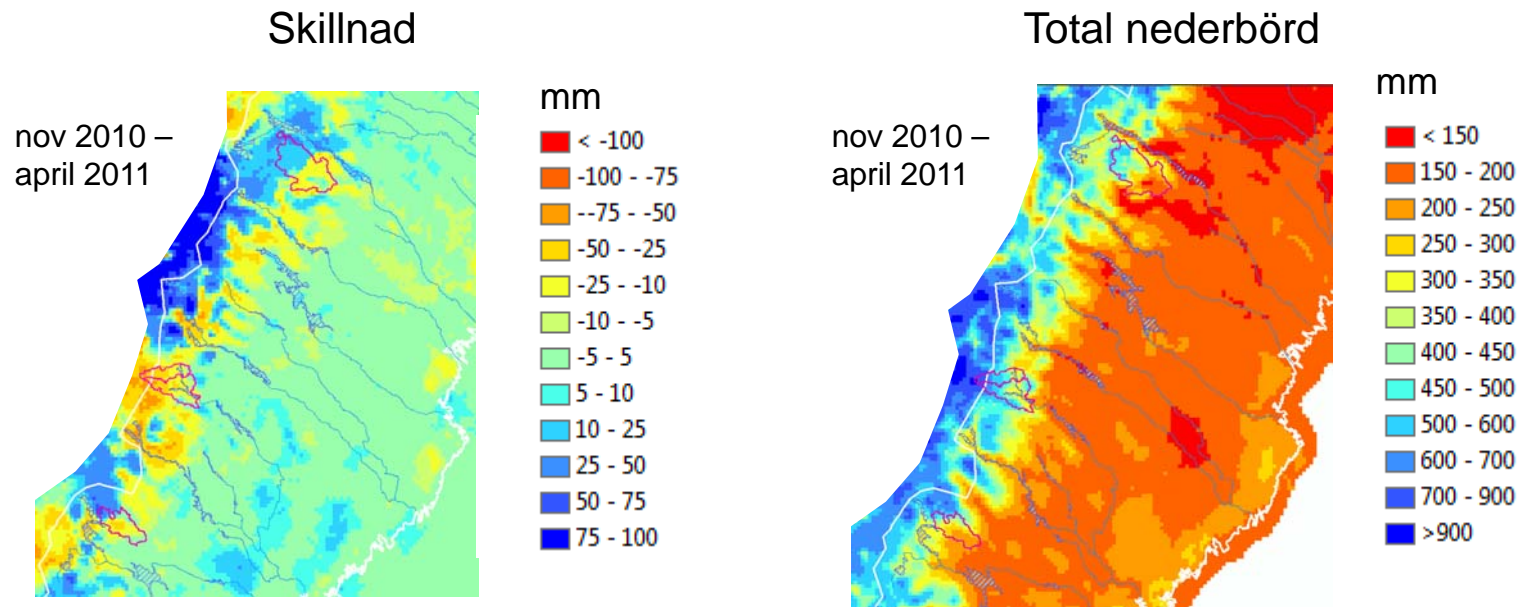 Skillnad
nov 2010 –
april 2011
mm
< -100
-100 - -75
--75 - -50
-50 - -25
-25 - -10
-10 - -5
-5 - 5
5 - 10
10 - 25
25 - 50
50 - 75
75 - 100
Total nederbörd
nov 2010 –
april 2011
mm
< 150
150 - 200
200 - 250
250 - 300
300 - 350
350 - 400
400 - 450
450 - 500
500 - 600
600 - 700
700 - 900
>900